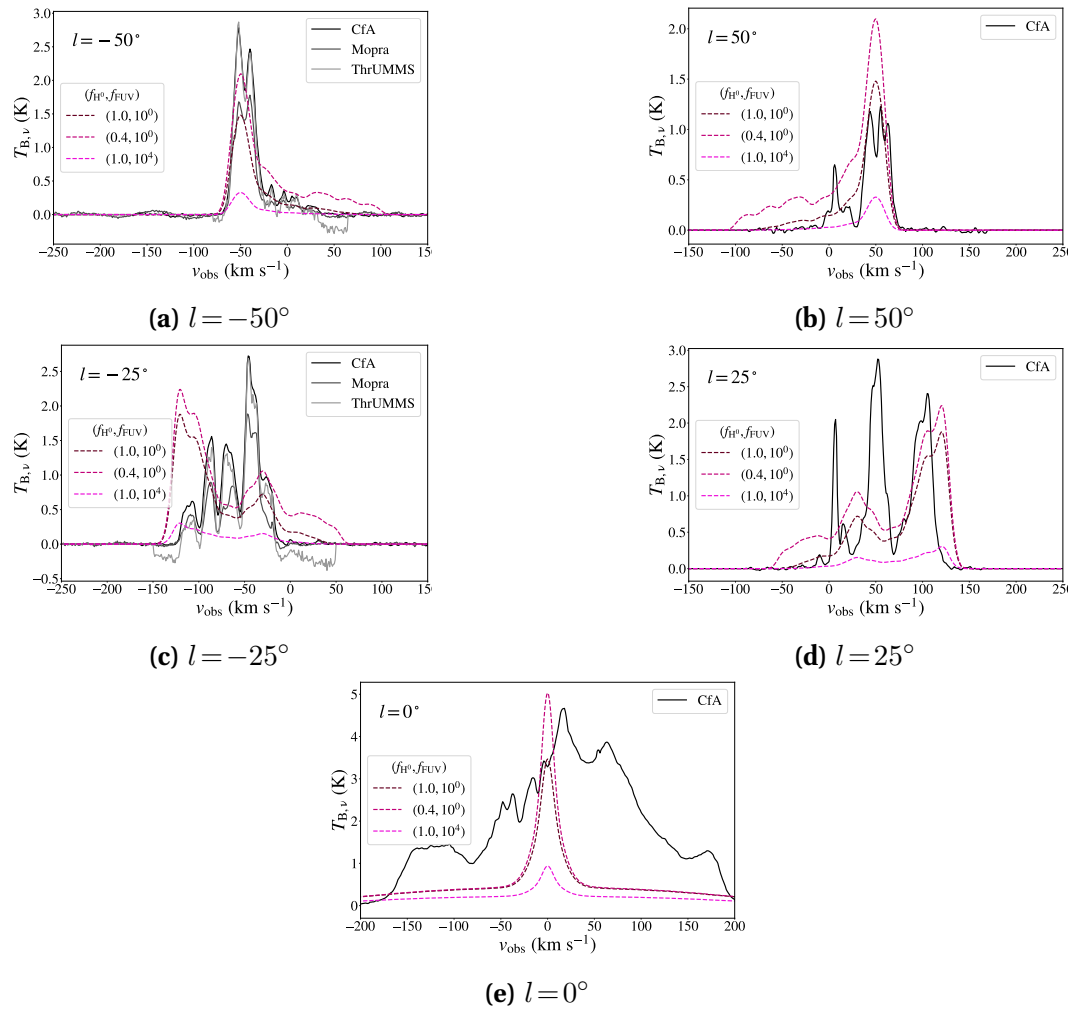 l = −50°
CfA
Mopra
ThrUMMS
(f_H⁰, f_FUV)
(1.0, 10⁰)
(0.4, 10⁰)
(1.0, 10⁴)
T_B,ν (K)
3.0
2.5
2.0
1.5
1.0
0.5
0.0
−250 −200 −150 −100 −50 0 50 100 150
v_obs (km s⁻¹)
(a) l = −50°
l = 50°
CfA
(f_H⁰, f_FUV)
(1.0, 10⁰)
(0.4, 10⁰)
(1.0, 10⁴)
T_B,ν (K)
2.0
1.5
1.0
0.5
0.0
−150 −100 −50 0 50 100 150 200 250
v_obs (km s⁻¹)
(b) l = 50°
l = −25°
CfA
Mopra
ThrUMMS
(f_H⁰, f_FUV)
(1.0, 10⁰)
(0.4, 10⁰)
(1.0, 10⁴)
T_B,ν (K)
2.5
2.0
1.5
1.0
0.5
0.0
−0.5
−250 −200 −150 −100 −50 0 50 100
v_obs (km s⁻¹)
(c) l = −25°
l = 25°
CfA
(f_H⁰, f_FUV)
(1.0, 10⁰)
(0.4, 10⁰)
(1.0, 10⁴)
T_B,ν (K)
3.0
2.5
2.0
1.5
1.0
0.5
0.0
−150 −100 −50 0 50 100 150 200 250
v_obs (km s⁻¹)
(d) l = 25°
l = 0°
CfA
(f_H⁰, f_FUV)
(1.0, 10⁰)
(0.4, 10⁰)
(1.0, 10⁴)
T_B,ν (K)
5
4
3
2
1
0
−200 −150 −100 −50 0 50 100 150 200
v_obs (km s⁻¹)
(e) l = 0°